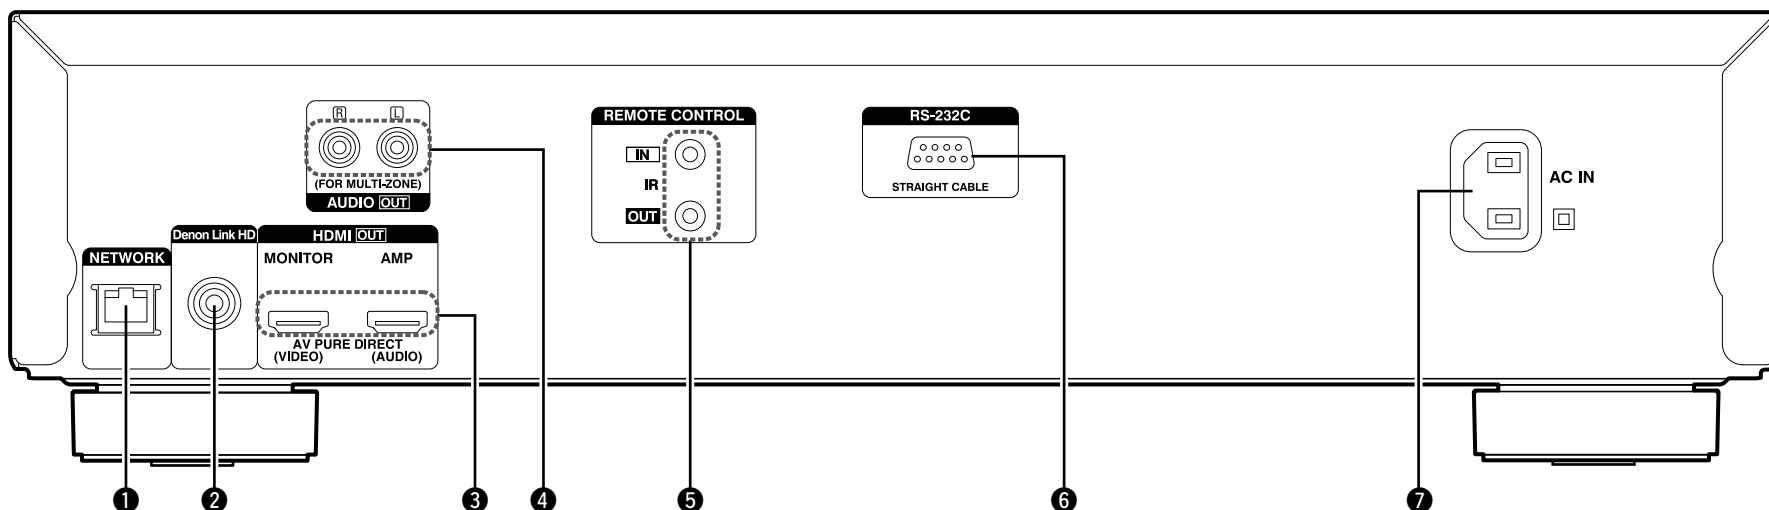 R L
(FOR MULTI-ZONE)
AUDIO OUT
REMOTE CONTROL
IN
IR
OUT
RS-232C
STRAIGHT CABLE
AC IN
NETWORK
Denon Link HD
HDMI OUT
MONITOR AMP
AV PURE DIRECT
(VIDEO) (AUDIO)
1 2 3 4 5 6 7